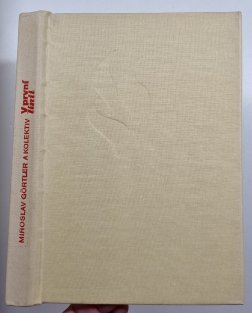 MIROSLAV GÖRTLER A KOLEKTIV
V první
linii